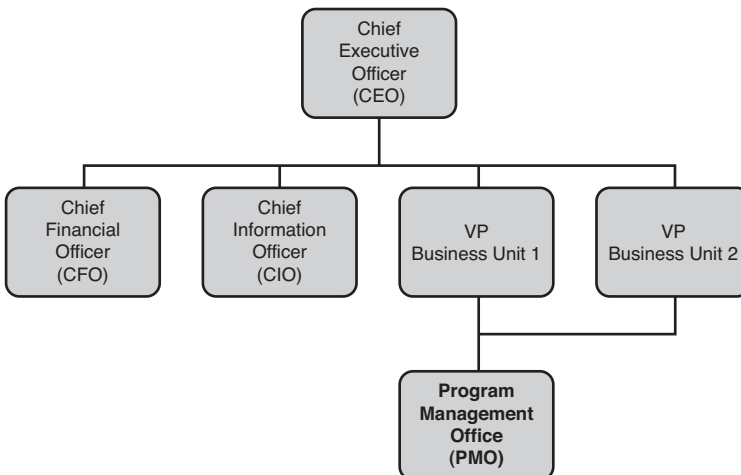 Chief
Executive
Officer
(CEO)
Chief
Financial
Officer
(CFO)
Chief
Information
Officer
(CIO)
VP
Business Unit 1
VP
Business Unit 2
Program
Management
Office
(PMO)